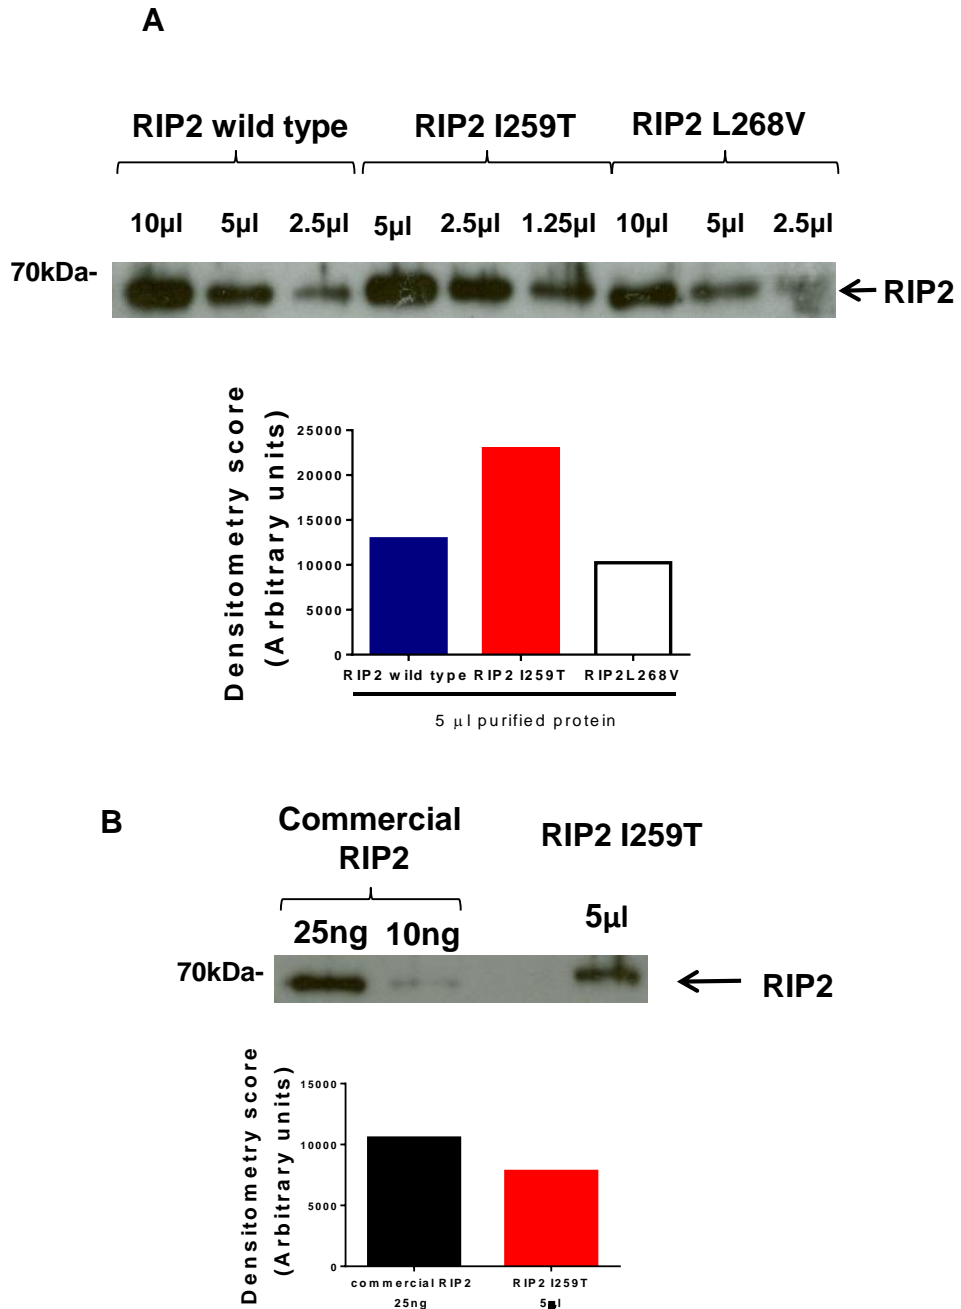 A
RIP2 wild type RIP2 I259T RIP2 L268V
10μl 5μl 2.5μl 5μl 2.5μl 1.25μl 10μl 5μl 2.5μl
70kDa-
RIP2
Densitometry score
(Arbitrary units)
25000
20000
15000
10000
5000
0
RIP2 wild type RIP2 I259T RIP2L268V
5 μl purified protein
B
Commercial
RIP2
RIP2 I259T
25ng 10ng 5μl
70kDa-
RIP2
Densitometry score
(Arbitrary units)
15000
10000
5000
0
commercial RIP2 RIP2 I259T
25ng